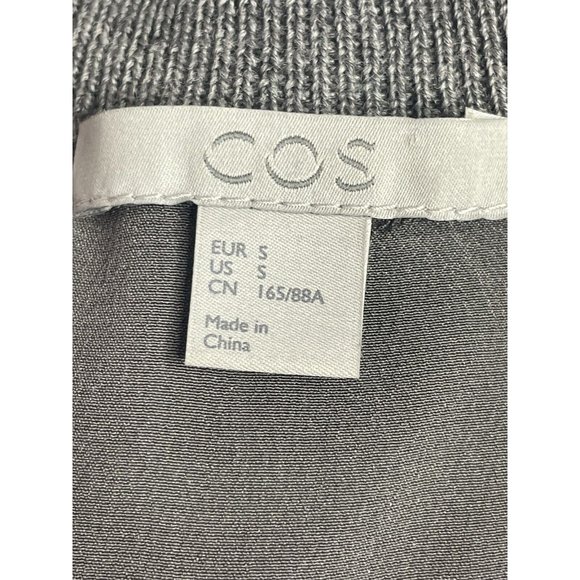 COS
EUR S
US S
CN 165/88A
Made in
China